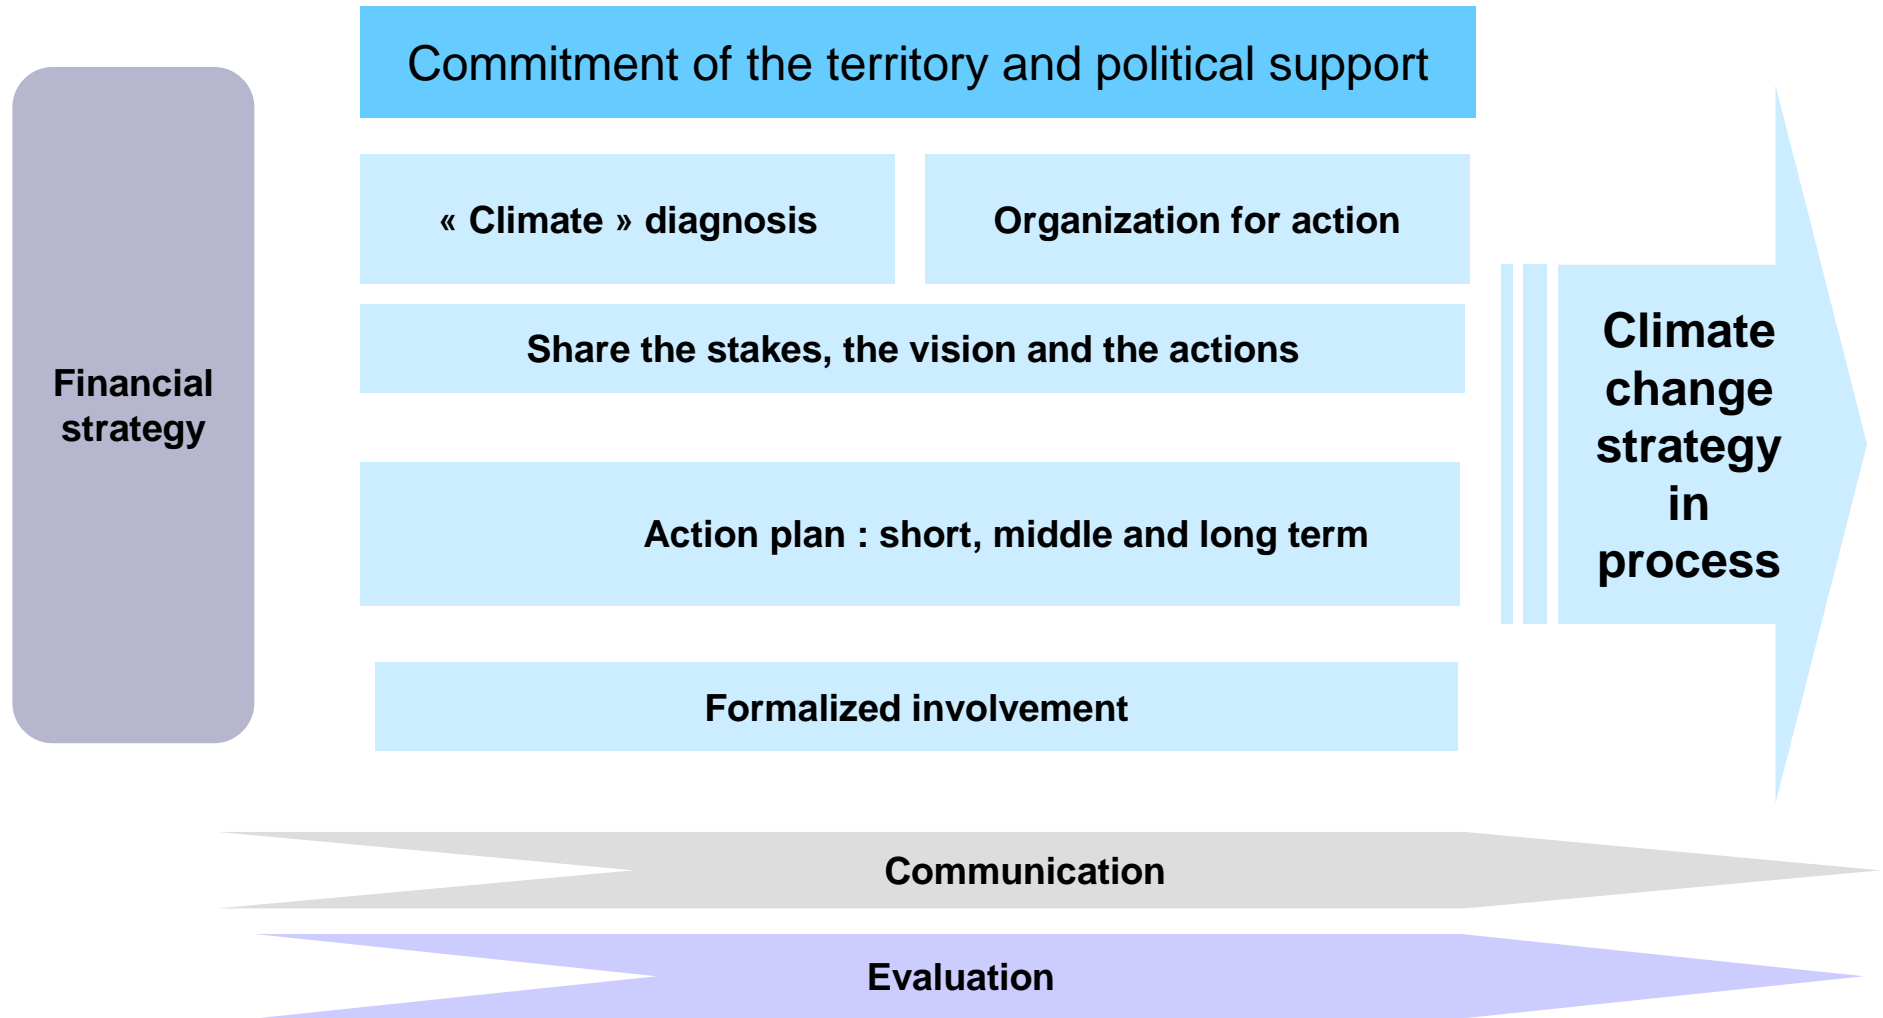 Commitment of the territory and political support
« Climate » diagnosis
Organization for action
Share the stakes, the vision and the actions
Financial
strategy
Action plan : short, middle and long term
Formalized involvement
Climate
change
strategy
in
process
Communication
Evaluation